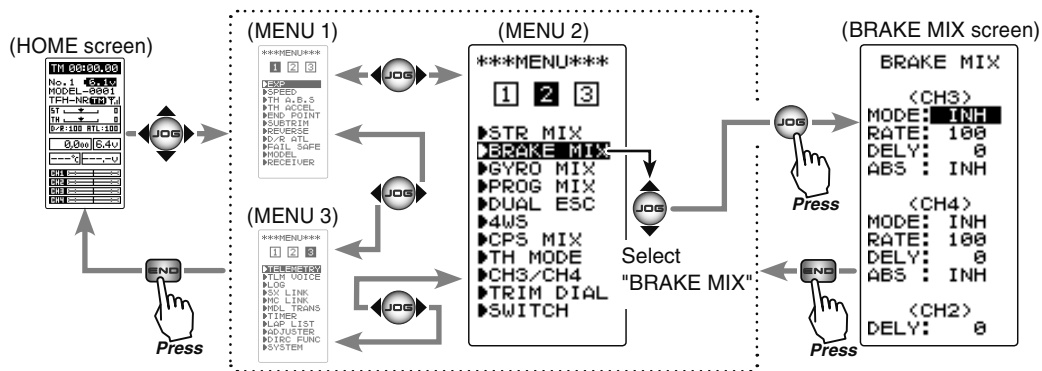 (HOME screen)
TM 00:00.00
No.1 6.1v
MODEL-0001
TFH-NR TM
ST 0
TH 0
D/R:100 ATL:100
0,000 6.4v
---°C ---.-v
CH1
CH2
CH3
CH4
JOG
END
Press
(MENU 1)
***MENU***
1 2 3
EXP
SPEED
TH A.B.S
TH ACCEL
END POINT
SUBTRIM
REVERSE
D/R ATL
FAIL SAFE
MODEL
RECEIVER
JOG
JOG
(MENU 3)
***MENU***
1 2 3
TELEMETRY
TLM VOICE
LOG
SX LINK
MC LINK
MDL TRANS
TIMER
LAP LIST
ADJUSTER
DIRC FUNC
SYSTEM
JOG
(MENU 2)
***MENU***
1 2 3
STR MIX
BRAKE MIX
GYRO MIX
PROG MIX
DUAL ESC
4WS
CPS MIX
TH MODE
CH3/CH4
TRIM DIAL
SWITCH
JOG
Select
"BRAKE MIX"
JOG
Press
END
Press
(BRAKE MIX screen)
BRAKE MIX
(CH3)
MODE: INH
RATE: 100
DELY: 0
ABS : INH
(CH4)
MODE: INH
RATE: 100
DELY: 0
ABS : INH
(CH2)
DELY: 0